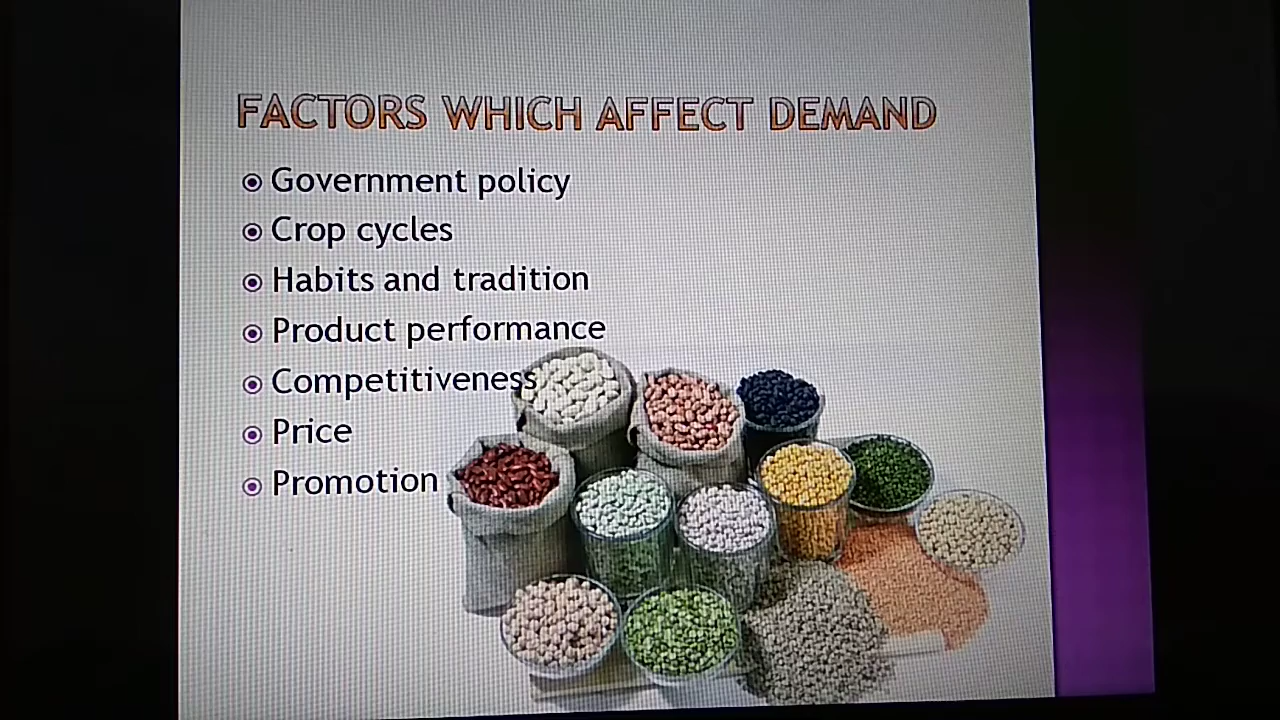 FACTORS WHICH AFFECT DEMAND
Government policy
Crop cycles
Habits and tradition
Product performance
Competitiveness
Price
Promotion